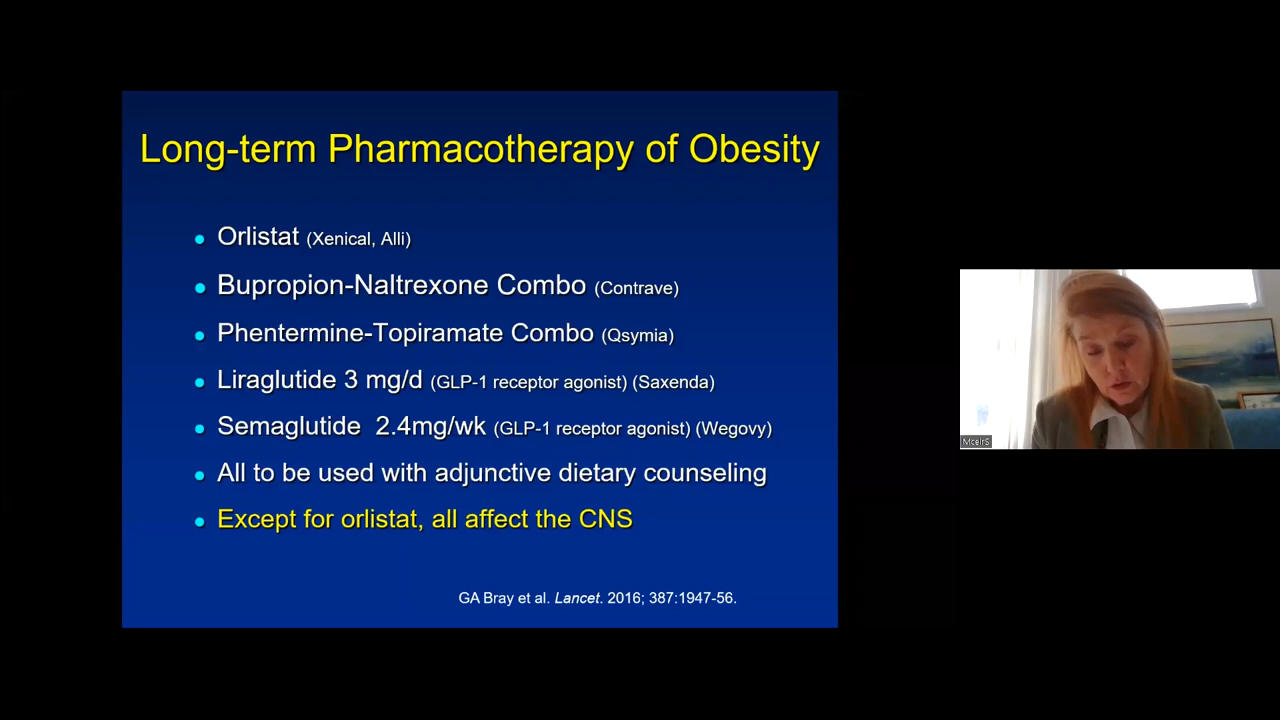 Long-term Pharmacotherapy of Obesity
• Orlistat (Xenical, Alli)
• Bupropion-Naltrexone Combo (Contrave)
• Phentermine-Topiramate Combo (Qsymia)
• Liraglutide 3 mg/d (GLP-1 receptor agonist) (Saxenda)
• Semaglutide 2.4mg/wk (GLP-1 receptor agonist) (Wegovy)
• All to be used with adjunctive dietary counseling
• Except for orlistat, all affect the CNS
GA Bray et al. Lancet. 2016; 387:1947-56.
McelrS